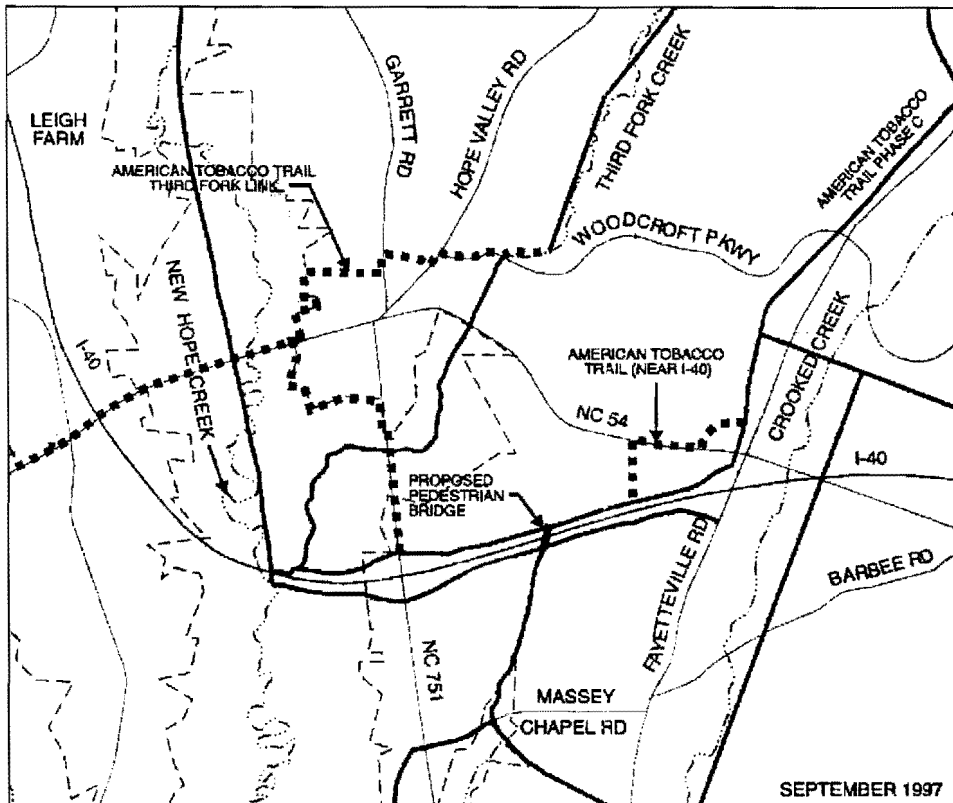 LEIGH
FARM
AMERICAN TOBACCO TRAIL
THIRD FORK LINK
GARRETT RD
HOPE VALLEY RD
THIRD FORK CREEK
AMERICAN TOBACCO
TRAIL PHASE C
WOODCROFT PKWY
NEW HOPE CREEK
I-40
AMERICAN TOBACCO
TRAIL (NEAR I-40)
NC 54
CROOKED CREEK
I-40
PROPOSED
PEDESTRIAN
BRIDGE
FAYETTEVILLE RD
BARBEE RD
NC 751
MASSEY
CHAPEL RD
SEPTEMBER 1997